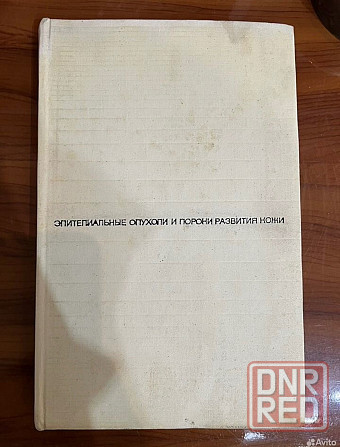 ЭПИТЕЛИАЛЬНЫЕ ОПУХОЛИ И ПОРОКИ РАЗВИТИЯ КОЖИ
DNR
RED
Avito